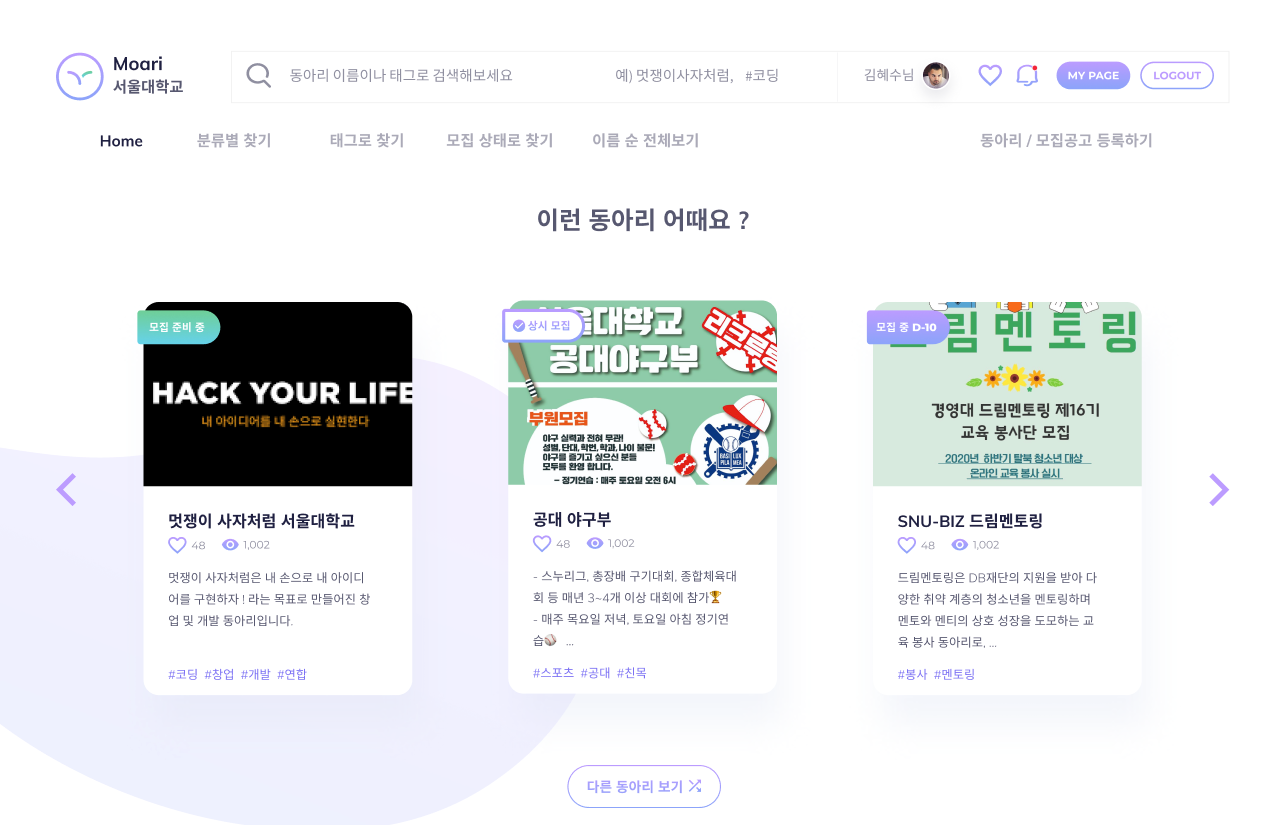 Moari
서울대학교
동아리 이름이나 태그로 검색해보세요
예) 멋쟁이사자처럼, #코딩
김혜수님
MY PAGE
LOGOUT
Home
분류별 찾기
태그로 찾기
모집 상태로 찾기
이름 순 전체보기
동아리 / 모집공고 등록하기
이런 동아리 어때요 ?
모집 준비 중
HACK YOUR LIFE
내 아이디어를 내 손으로 실현한다
멋쟁이 사자처럼 서울대학교
48 1,002
멋쟁이 사자처럼은 내 손으로 내 아이디
어를 구현하자 ! 라는 목표로 만들어진 창
업 및 개발 동아리입니다.
#코딩 #창업 #개발 #연합
상시 모집
서울대학교
공대야구부
부원모집
야구 실력과 전혀 무관!
성별, 단대, 학번, 학과, 나이 불문!
야구를 즐기고 싶으신 분들
모두를 환영 합니다.
- 정기연습 : 매주 토요일 오전 6시
공대 야구부
48 1,002
- 스누리그, 총장배 구기대회, 종합체육대
회 등 매년 3~4개 이상 대회에 참가🏆
- 매주 목요일 저녁, 토요일 아침 정기연
습⚾ ...
#스포츠 #공대 #친목
모집 중 D-10
드림멘토링
경영대 드림멘토링 제16기
교육 봉사단 모집
2020년 하반기 탈북 청소년 대상
온라인 교육 봉사 실시
SNU-BIZ 드림멘토링
48 1,002
드림멘토링은 DB재단의 지원을 받아 다
양한 취약 계층의 청소년을 멘토링하며
멘토와 멘티의 상호 성장을 도모하는 교
육 봉사 동아리로, ...
#봉사 #멘토링
다른 동아리 보기